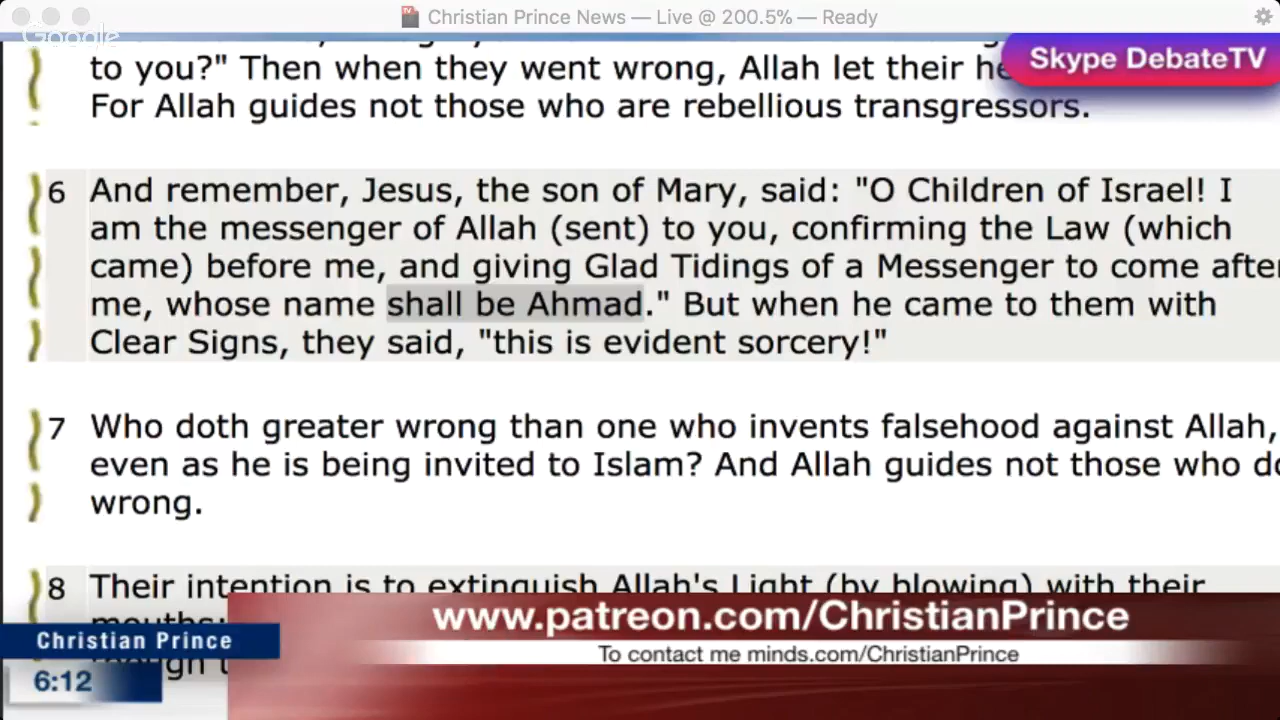 Christian Prince News — Live @ 200.5% — Ready
Google
Skype DebateTV
to you?" Then when they went wrong, Allah let their
For Allah guides not those who are rebellious transgressors.
6 And remember, Jesus, the son of Mary, said: "O Children of Israel! I
am the messenger of Allah (sent) to you, confirming the Law (which
came) before me, and giving Glad Tidings of a Messenger to come after
me, whose name shall be Ahmad." But when he came to them with
Clear Signs, they said, "this is evident sorcery!"
7 Who doth greater wrong than one who invents falsehood against Allah,
even as he is being invited to Islam? And Allah guides not those who do
wrong.
8 Their intention is to extinguish Allah's Light (by blowing) with their
www.patreon.com/ChristianPrince
Christian Prince
To contact me minds.com/ChristianPrince
6:12